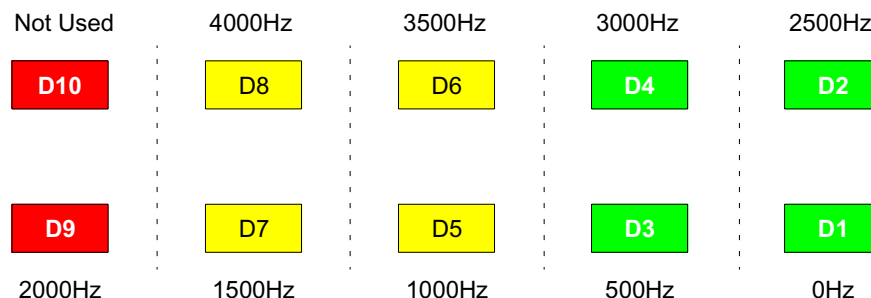 Not Used 4000Hz 3500Hz 3000Hz 2500Hz
D10 D8 D6 D4 D2
D9 D7 D5 D3 D1
2000Hz 1500Hz 1000Hz 500Hz 0Hz